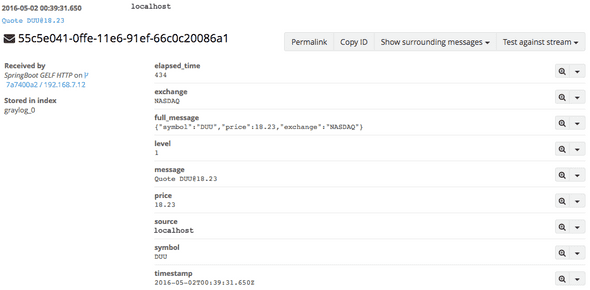 2016-05-02 00:39:31.650 localhost
Quote DUU@18.23
55c5e041-0ffe-11e6-91ef-66c0c20086a1 Permalink Copy ID Show surrounding messages Test against stream
Received by
SpringBoot GELF HTTP on
7a7400a2 / 192.168.7.12
Stored in index
graylog_0
elapsed_time
434
exchange
NASDAQ
full_message
{"symbol":"DUU","price":18.23,"exchange":"NASDAQ"}
level
1
message
Quote DUU@18.23
price
18.23
source
localhost
symbol
DUU
timestamp
2016-05-02T00:39:31.650Z